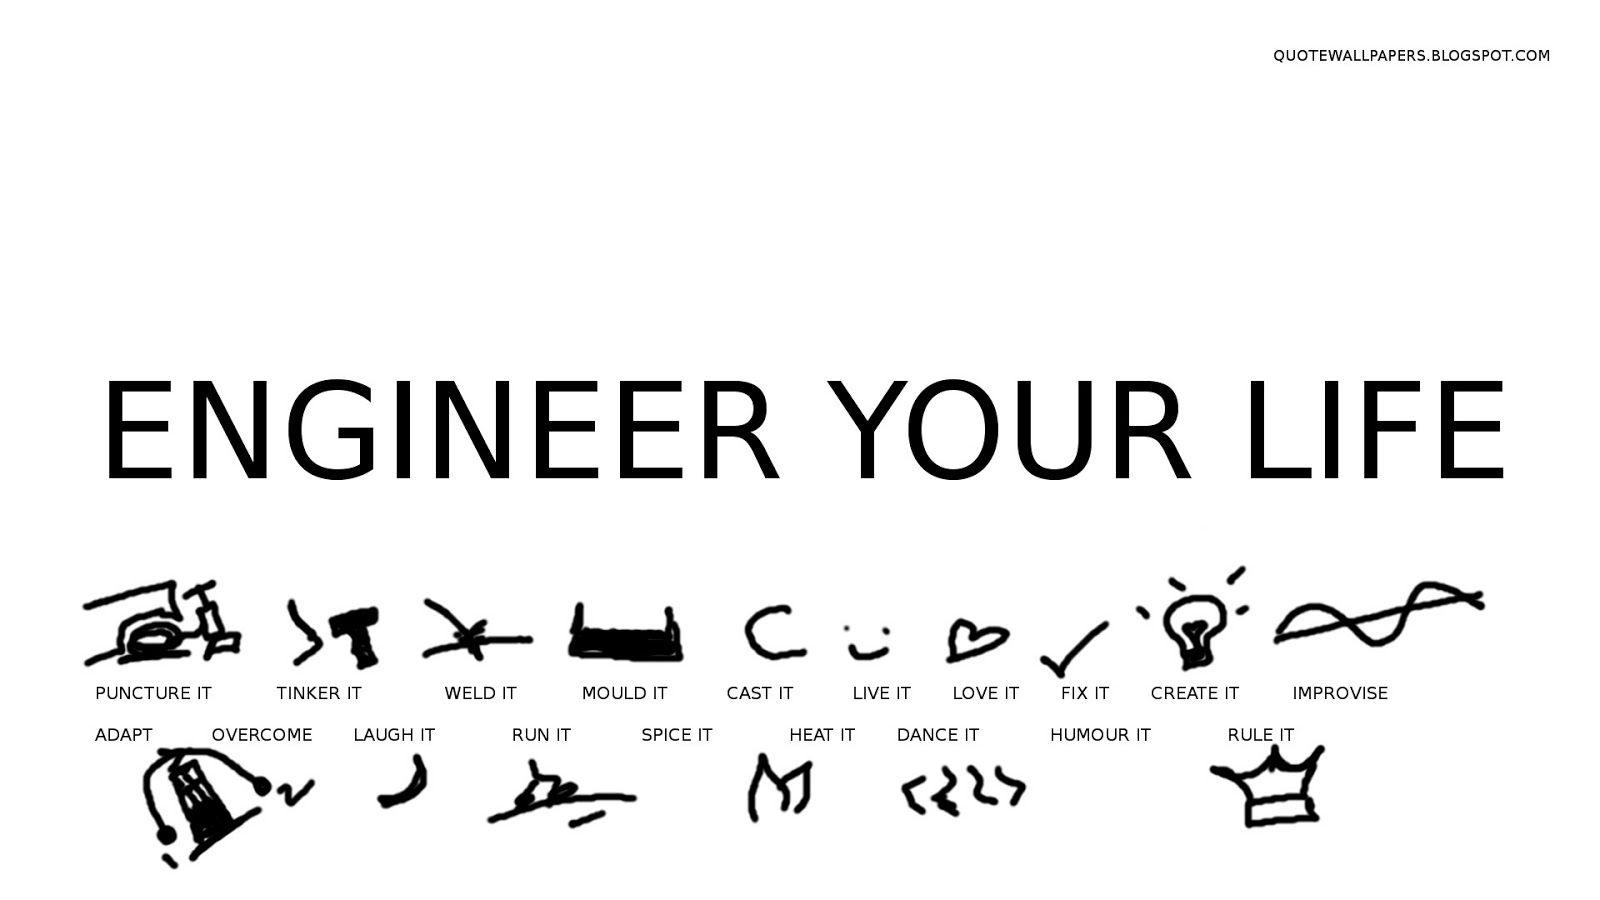 QUOTEWALLPAPERS.BLOGSPOT.COM
ENGINEER YOUR LIFE
PUNCTURE IT TINKER IT WELD IT MOULD IT CAST IT LIVE IT LOVE IT FIX IT CREATE IT IMPROVISE
ADAPT OVERCOME LAUGH IT RUN IT SPICE IT HEAT IT DANCE IT HUMOUR IT RULE IT